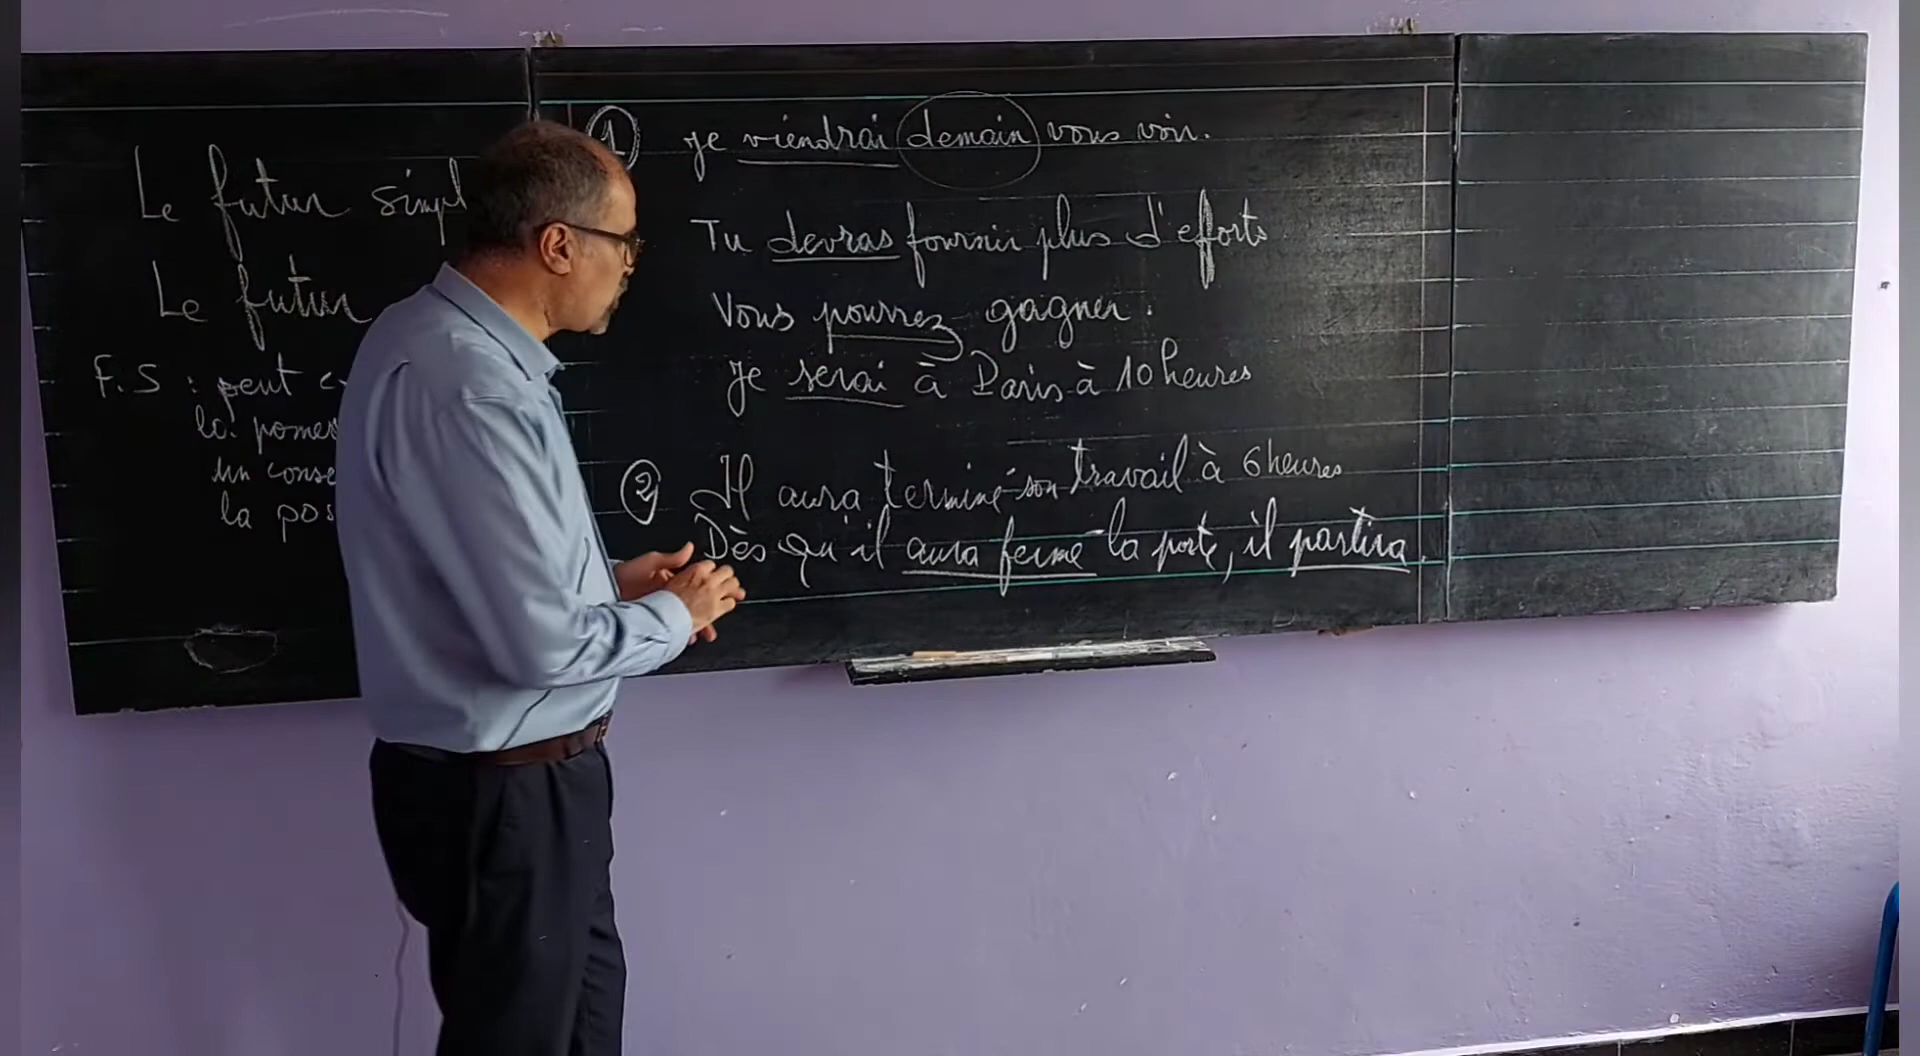 Le futur simpl
Le futur
F.S : peut
la pomes
un conse
la pos
1 Je viendrai demain vous voir.
Tu devras fournir plus d'eforts
Vous pourrez gagner.
Je serai à Paris à 10 heures
2 Il aura terminé son travail à 6 heures
Dès qu'il aura fermé la porte, il partira.